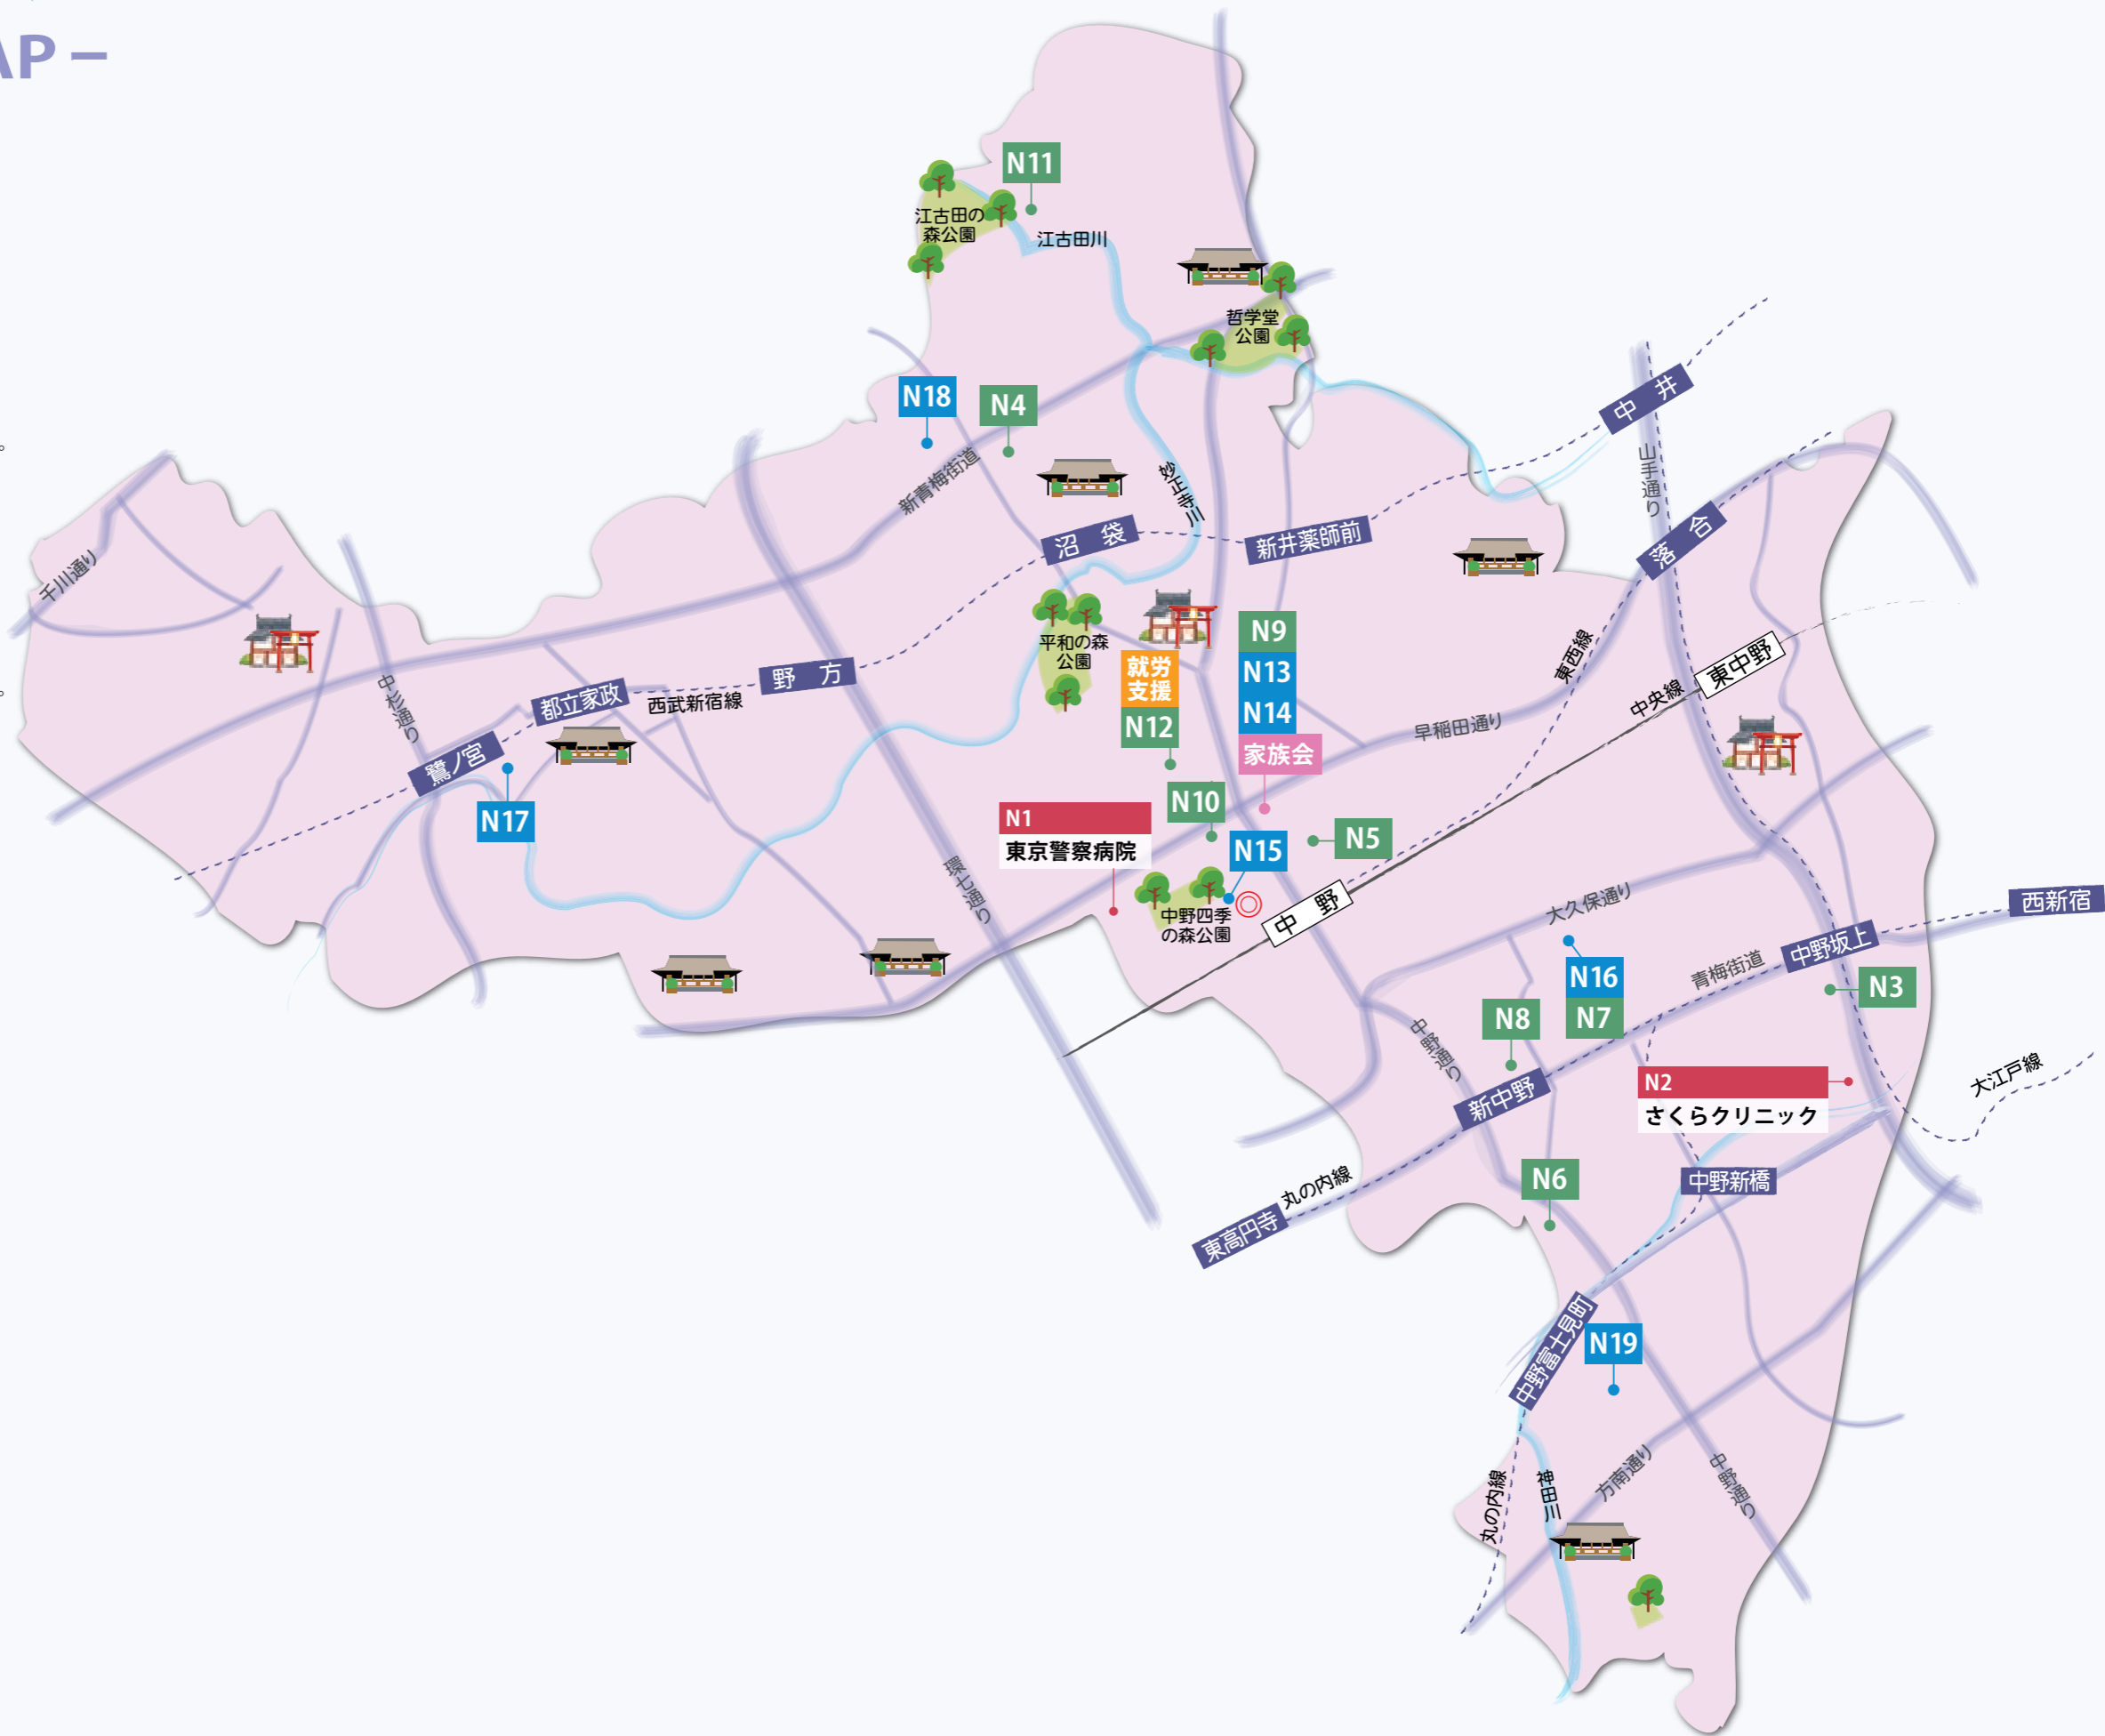 AP −
N11
江古田の
森公園
江古田川
哲学堂
公園
N18
N4
中 井
新青梅街道
妙正寺川
山手通り
千川通り
沼 袋
新井薬師前
落 合
平和の森
公園
就労
支援
N12
N9
N13
N14
家族会
東西線
中央線
東中野
中杉通り
都立家政
西武新宿線
野 方
早稲田通り
鷺ノ宮
N17
N10
N1
東京警察病院
N15
N5
環七通り
中野四季
の森公園
中 野
大久保通り
西新宿
中野坂上
青梅街道
N16
N7
N3
N8
中野通り
新中野
N2
さくらクリニック
大江戸線
丸の内線
東高円寺
N6
中野新橋
中野富士見町
N19
丸の内線
神田川
方南通り
中野通り